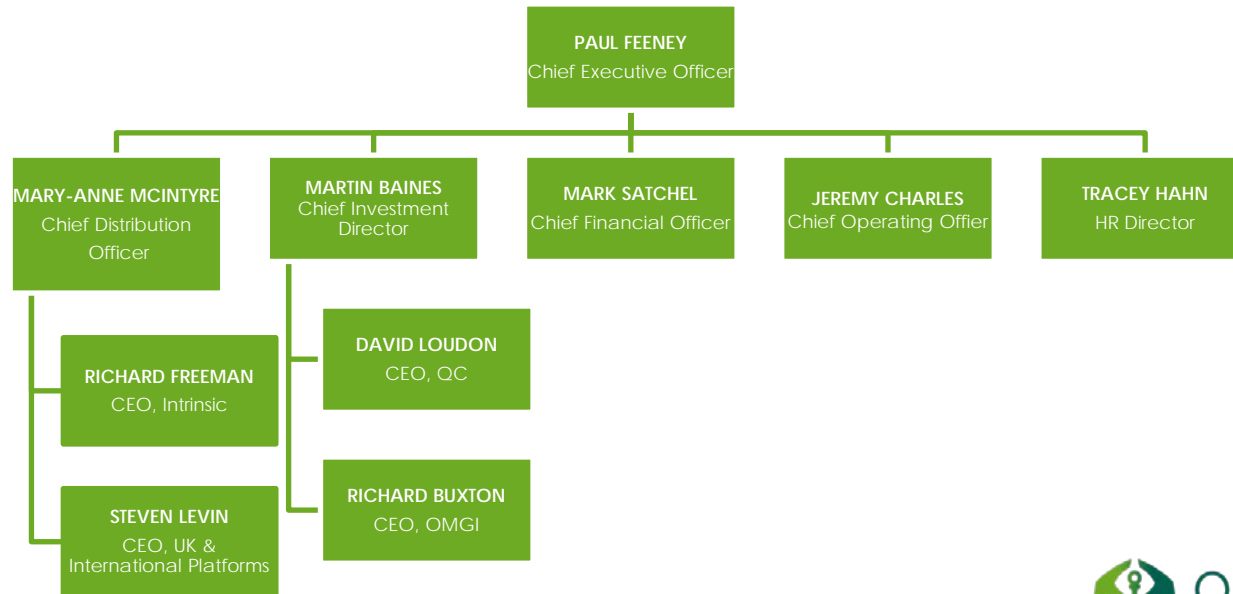 PAUL FEENEY
Chief Executive Officer
MARY-ANNE MCINTYRE
Chief Distribution
Officer
MARTIN BAINES
Chief Investment
Director
MARK SATCHEL
Chief Financial Officer
JEREMY CHARLES
Chief Operating Offier
TRACEY HAHN
HR Director
RICHARD FREEMAN
CEO, Intrinsic
STEVEN LEVIN
CEO, UK &
International Platforms
DAVID LOUDON
CEO, QC
RICHARD BUXTON
CEO, OMGI